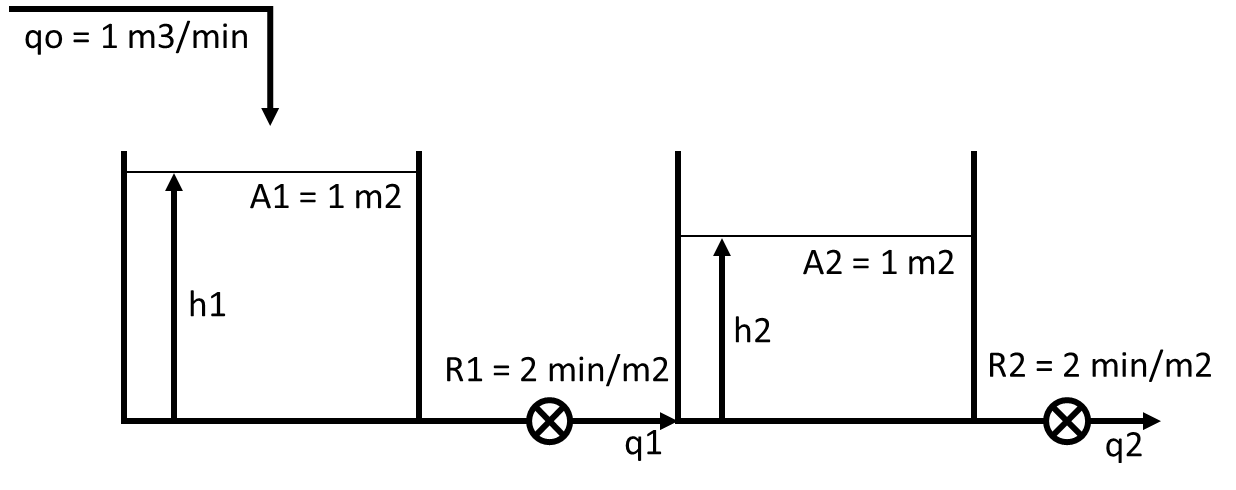 qo = 1 m3/min
A1 = 1 m2
A2 = 1 m2
h1
h2
R1 = 2 min/m2
R2 = 2 min/m2
q1
q2